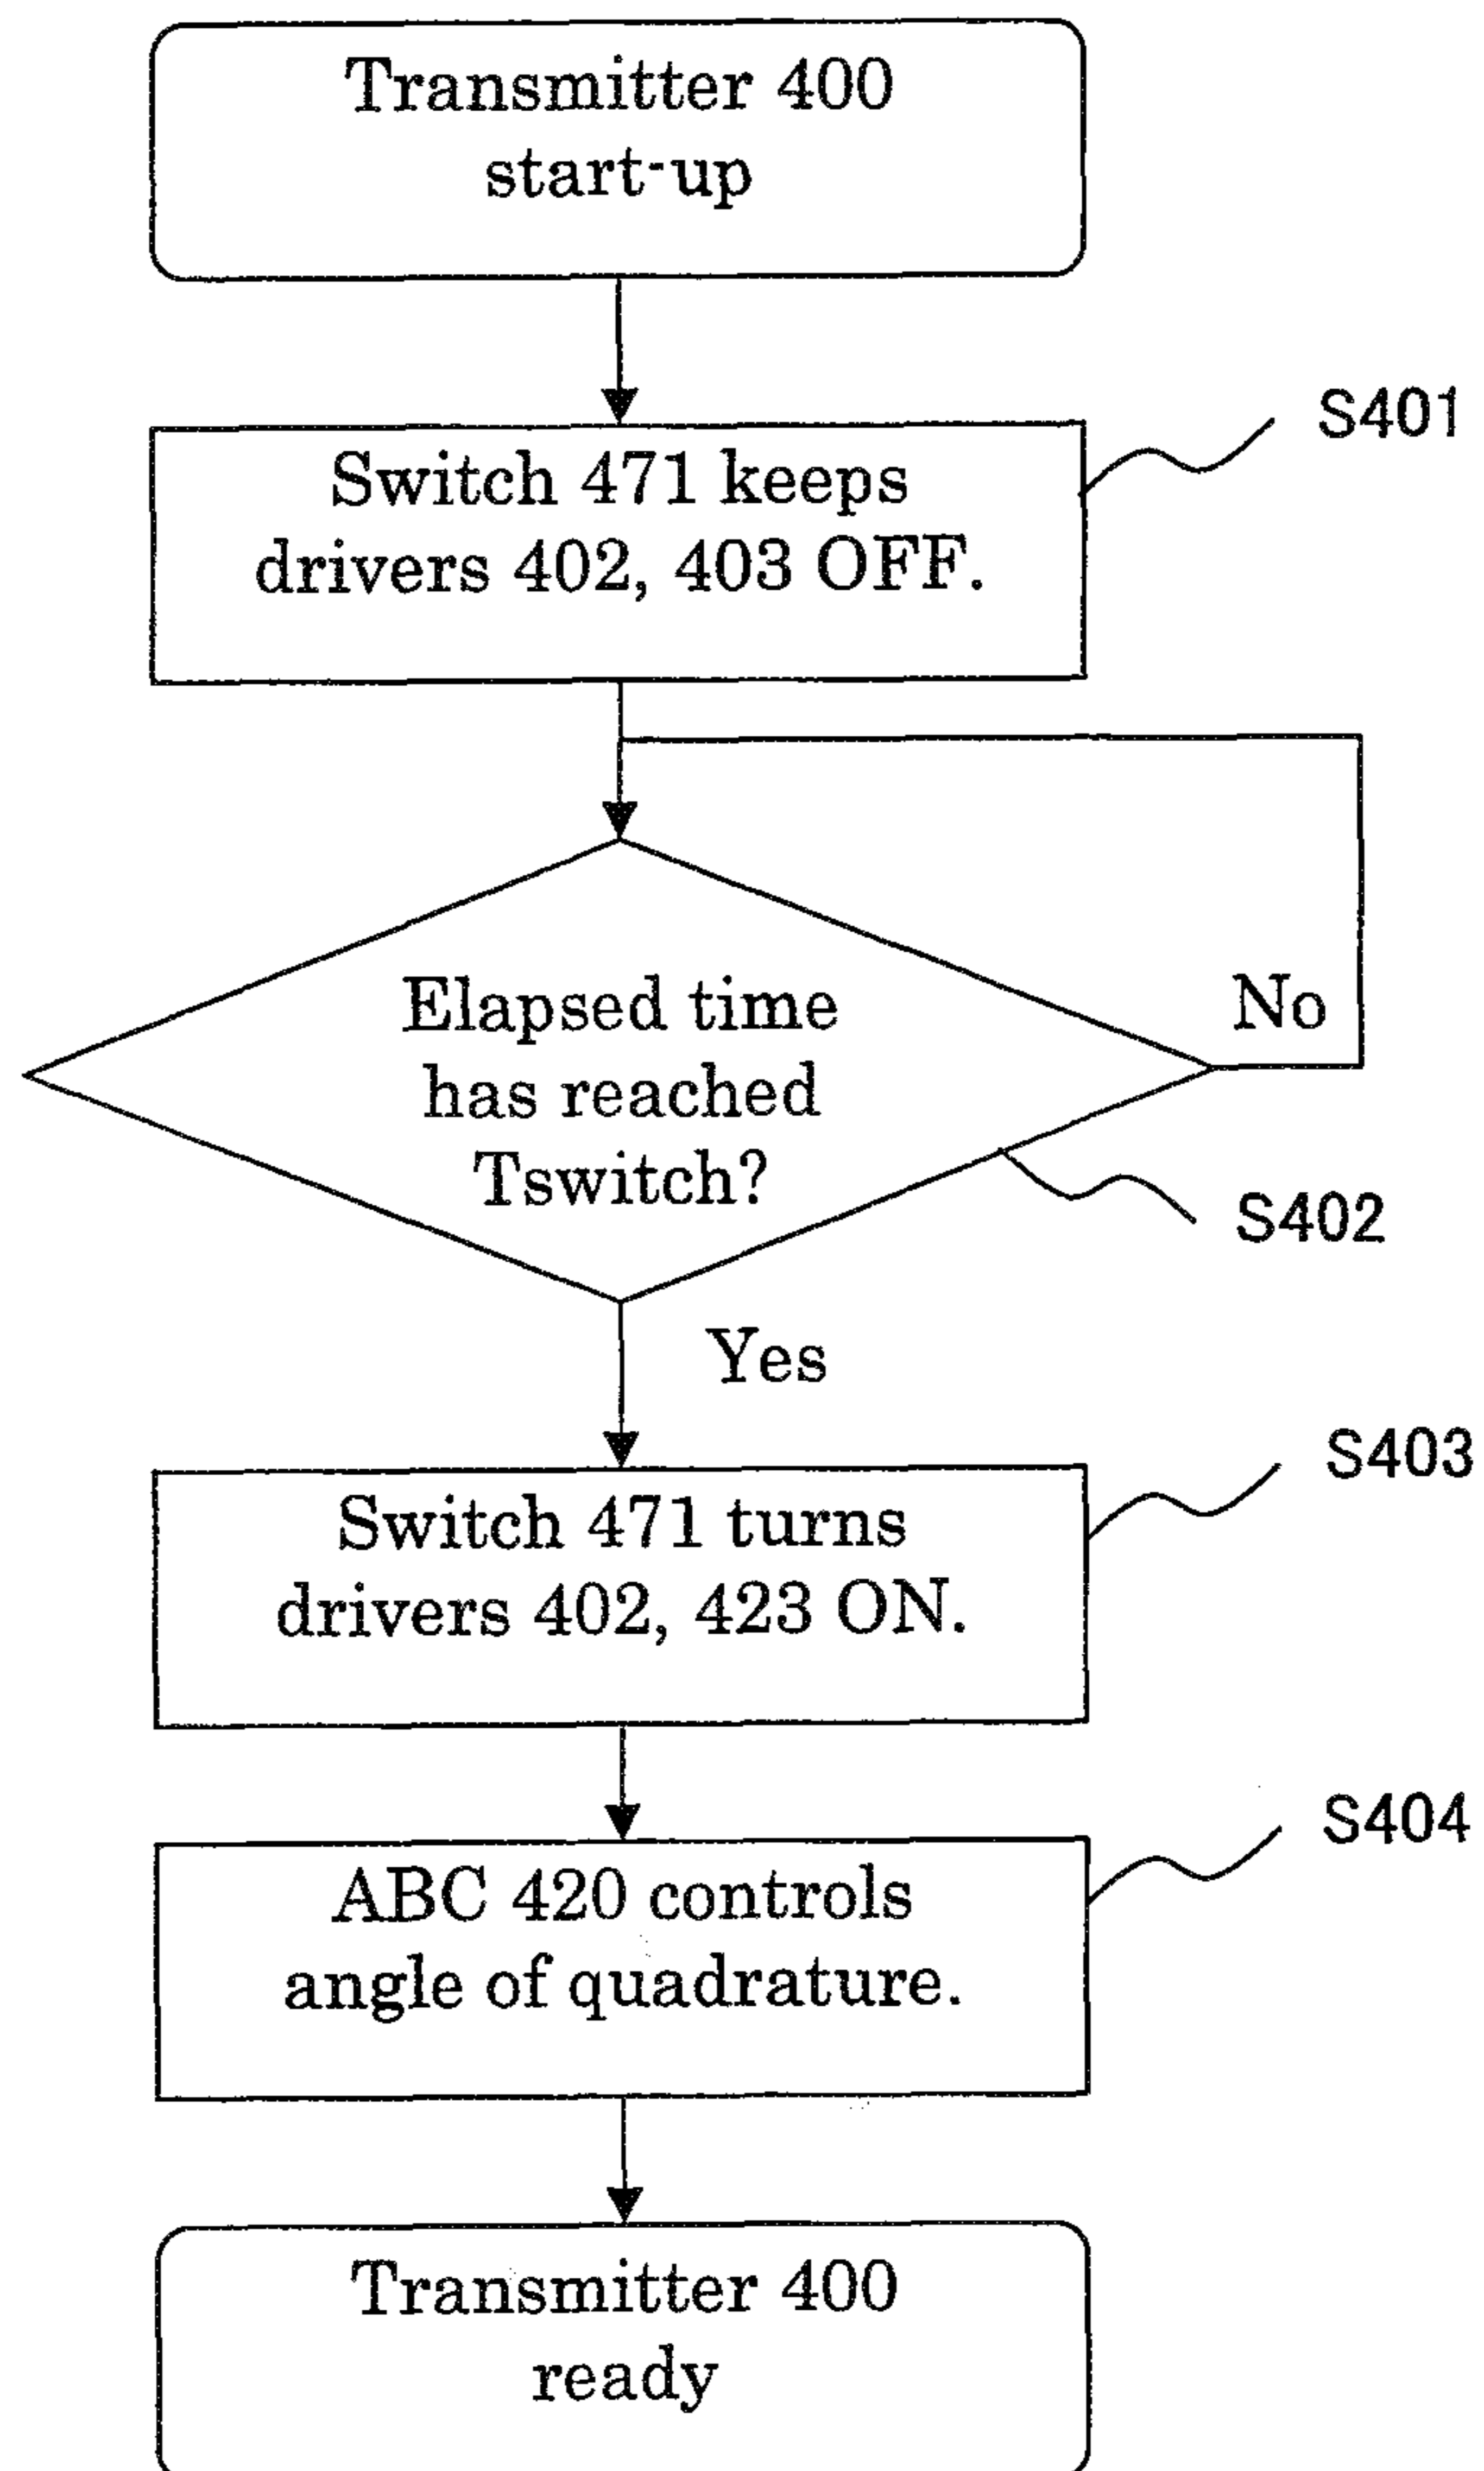 Transmitter 400
start-up
S401
Switch 471 keeps
drivers 402, 403 OFF.
Elapsed time
has reached
Tswitch?
No
S402
Yes
S403
Switch 471 turns
drivers 402, 423 ON.
S404
ABC 420 controls
angle of quadrature.
Transmitter 400
ready